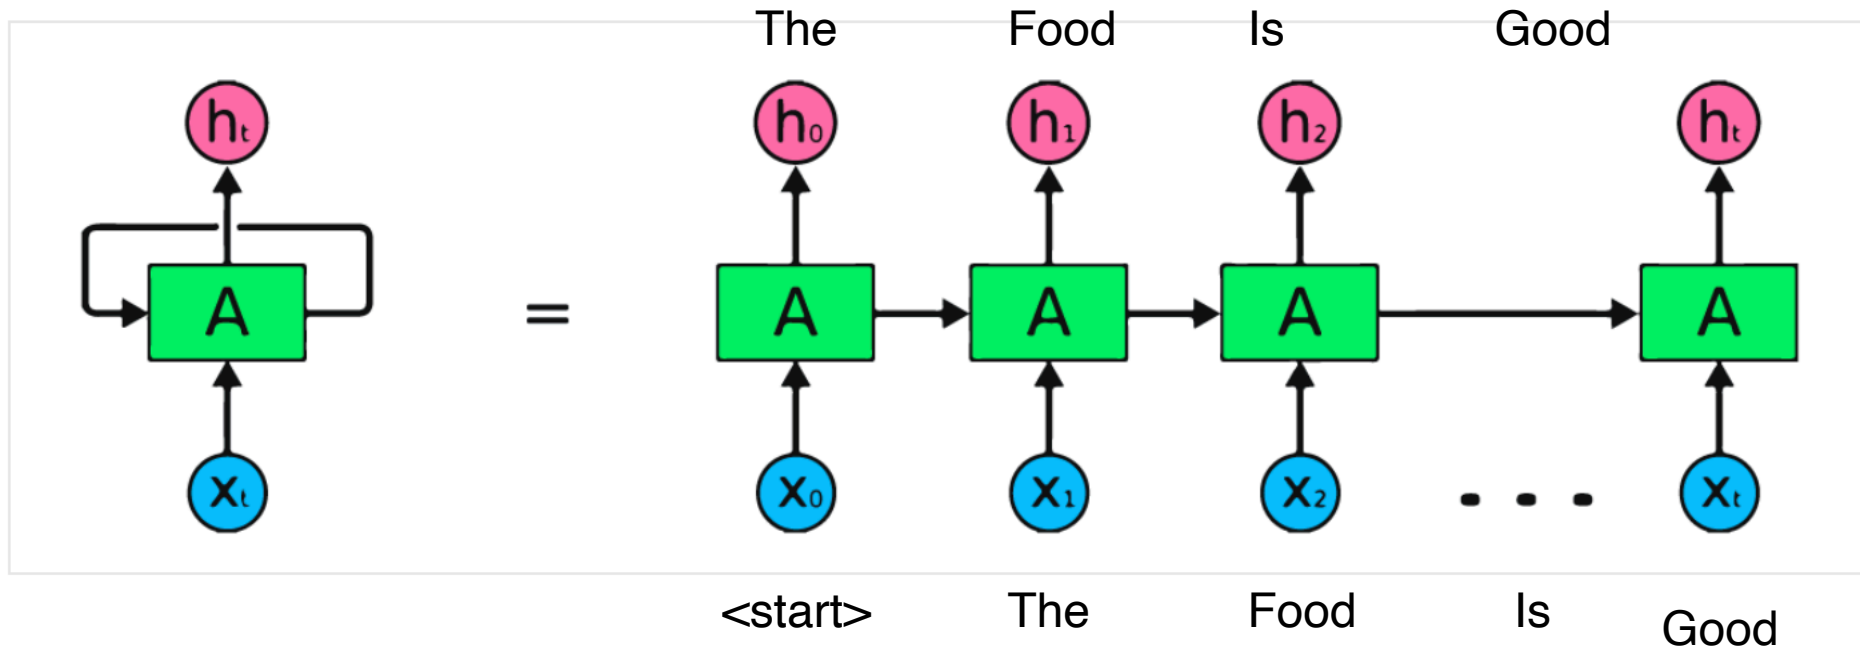 The Food Is Good
hₜ h₀ h₁ h₂ hₜ
A = A A A A
xₜ x₀ x₁ x₂ . . . xₜ
<start> The Food Is Good